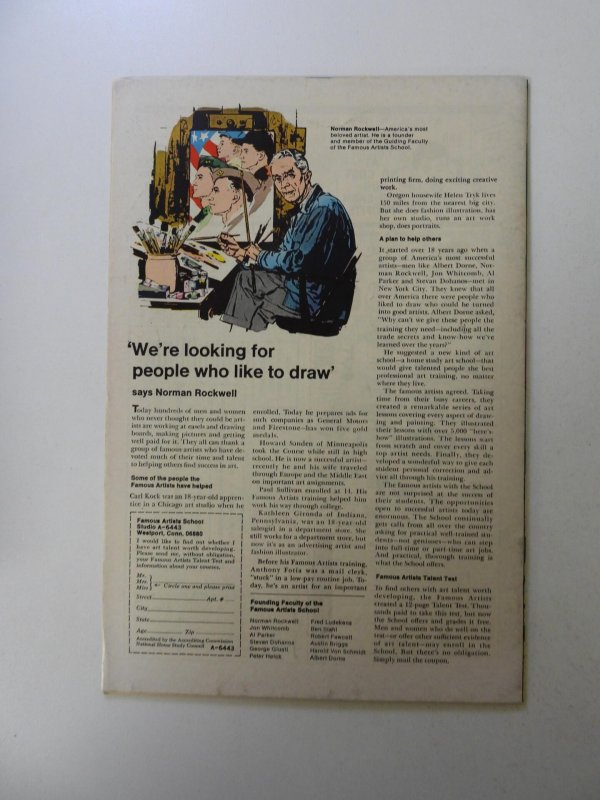 Norman Rockwell—America's most
beloved artist. He is a founder
and member of the Guiding Faculty
of the Famous Artists School.
'We're looking for
people who like to draw'
says Norman Rockwell
Today hundreds of men and women
who never thought they could be art-
ists are working at easels and drawing
boards, making pictures and getting
well paid for it. They all can thank a
group of famous artists who have de-
voted much of their time and talent
to helping others find success in art.
Some of the people the
Famous Artists have helped
Carl Kock was an 18-year-old appren-
tice in a Chicago art studio when he
Famous Artists School
Studio A-6443
Westport, Conn. 06880
I would like to find out whether I
have art talent worth developing.
Please send me, without obligation,
your Famous Artists Talent Test and
information about your courses.
Mr.
Mrs.
Miss
Circle one and please print
Street Apt. #
City
State
Age Zip
Accredited by the Accrediting Commission
National Home Study Council A-6443
enrolled. Today he prepares ads for
such companies as General Motors
and Firestone—has won five gold
medals.
Howard Sanden of Minneapolis
took the Course while still in high
school. He is now a successful artist—
recently he and his wife traveled
through Europe and the Middle East
on important art assignments.
Paul Sullivan enrolled at 14. His
Famous Artists training helped him
work his way through college.
Kathleen Gironda of Indiana,
Pennsylvania, was an 18-year-old
salesgirl in a department store. She
still works for a department store, but
now it's as an advertising artist and
fashion illustrator.
Before his Famous Artists training,
Anthony Foria was a mail clerk,
"stuck" in a low-pay routine job. To-
day, he's an artist for an important
Founding Faculty of the
Famous Artists School
Norman Rockwell
Jon Whitcomb
Al Parker
Stevan Dohanos
George Giusti
Peter Helck
Fred Ludekens
Ben Stahl
Robert Fawcett
Austin Briggs
Harold Von Schmidt
Albert Dorne
printing firm, doing exciting creative
work.
Oregon housewife Helen Tryk lives
150 miles from the nearest big city.
But she does fashion illustration, has
her own studio, runs an art work
shop, does portraits.
A plan to help others
It started over 18 years ago when a
group of America's most successful
artists—men like Albert Dorne, Nor-
man Rockwell, Jon Whitcomb, Al
Parker and Stevan Dohanos—met in
New York City. They knew that all
over America there were people who
liked to draw who could be turned
into good artists. Albert Dorne asked,
"Why can't we give these people the
training they need—including all the
trade secrets and know-how we've
learned over the years?"
He suggested a new kind of art
school—a home study art school—that
would give talented people the best
professional art training, no matter
where they live.
The famous artists agreed. Taking
time from their busy careers, they
created a remarkable series of art
lessons covering every aspect of draw-
ing and painting. They illustrated
their lessons with over 5,000 "here's-
how" illustrations. The lessons start
from scratch and cover every skill a
top artist needs. Finally, they de-
veloped a wonderful way to give each
student personal correction and ad-
vice all through his training.
The famous artists with the School
are not surprised at the success of
their students. The opportunities
open to successful artists today are
enormous. The School continually
gets calls from all over the country
asking for practical well-trained stu-
dents—not geniuses—who can step
into full-time or part-time art jobs.
And practical, thorough training is
what the School offers.
Famous Artists Talent Test
To find others with art talent worth
developing, the Famous Artists
created a 12-page Talent Test. Thou-
sands paid to take this test, but now
the School offers and grades it free.
Men and women who do well on the
test—or offer other sufficient evidence
of art talent—may enroll in the
School. But there's no obligation.
Simply mail the coupon.